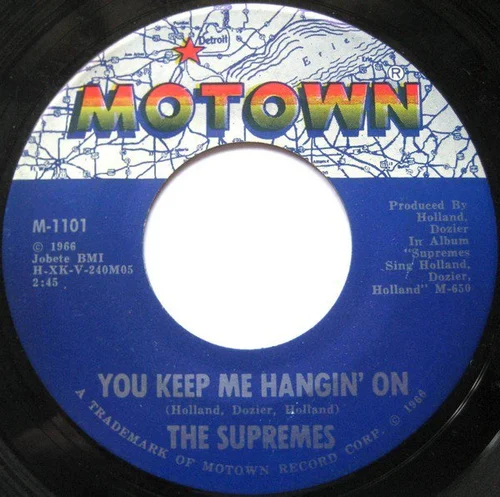 Detroit
Erie
MOTOWN®
M-1101
© 1966
Jobete BMI
H-XK-V-240M05
2:45
Produced By
Holland,
Dozier
In Album
"Supremes
Sing Holland,
Dozier,
Holland" M-650
YOU KEEP ME HANGIN' ON
(Holland, Dozier, Holland)
THE SUPREMES
A TRADEMARK OF MOTOWN RECORD CORP. © 1966